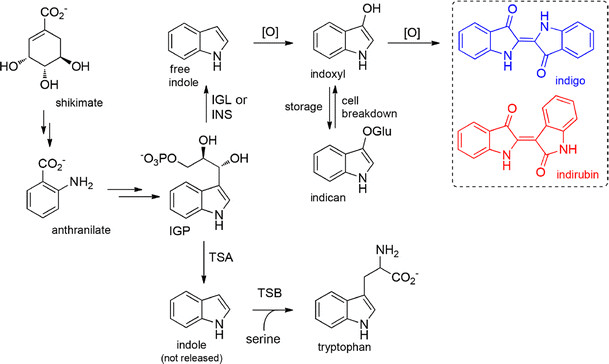 CO₂⁻
HO
OH
OH
shikimate
CO₂⁻
NH₂
anthranilate
free
indole
N
H
[O]
OH
N
H
indoxyl
[O]
O
H
N
N
H
O
indigo
O
N
H
NH
O
indirubin
IGL or
INS
storage
cell
breakdown
OGlu
N
H
indican
⁻O₃PO
OH
OH
N
H
IGP
TSA
N
H
indole
(not released)
TSB
serine
NH₂
CO₂⁻
N
H
tryptophan